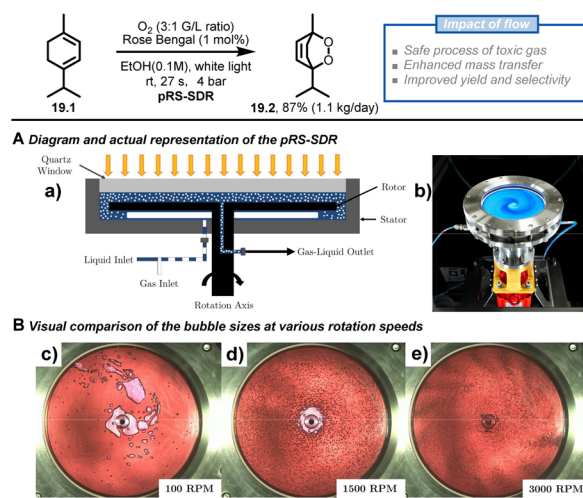 O₂ (3:1 G/L ratio)
Rose Bengal (1 mol%)
EtOH(0.1M), white light
rt, 27 s, 4 bar
pRS-SDR
19.1
O
O
19.2, 87% (1.1 kg/day)
Impact of flow
Safe process of toxic gas
Enhanced mass transfer
Improved yield and selectivity
A Diagram and actual representation of the pRS-SDR
Quartz
Window
a)
b)
Rotor
Stator
Liquid Inlet
Gas Inlet
Gas-Liquid Outlet
Rotation Axis
B Visual comparison of the bubble sizes at various rotation speeds
c)
d)
e)
100 RPM
1500 RPM
3000 RPM